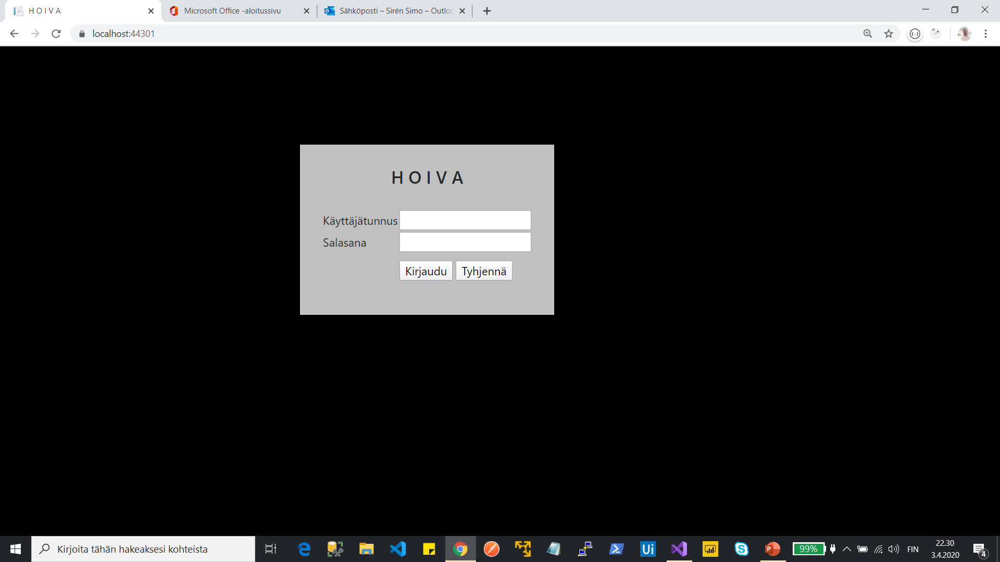 H O I V A
Microsoft Office -aloitussivu
Sähköposti – Sirén Simo – Outloo
localhost:44301
H O I V A
Käyttäjätunnus
Salasana
Kirjaudu
Tyhjennä
Kirjoita tähän hakeaksesi kohteista
Ui
99%
FIN
22.30
3.4.2020
4